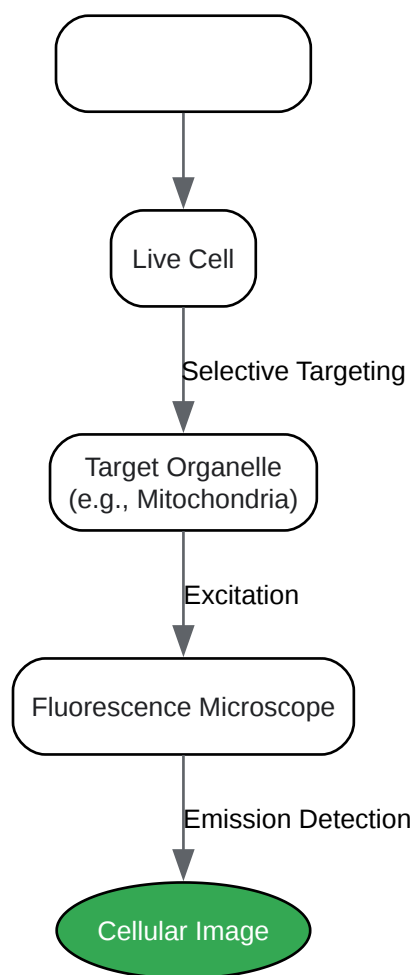 Live Cell
Selective Targeting
Target Organelle
(e.g., Mitochondria)
Excitation
Fluorescence Microscope
Emission Detection
Cellular Image